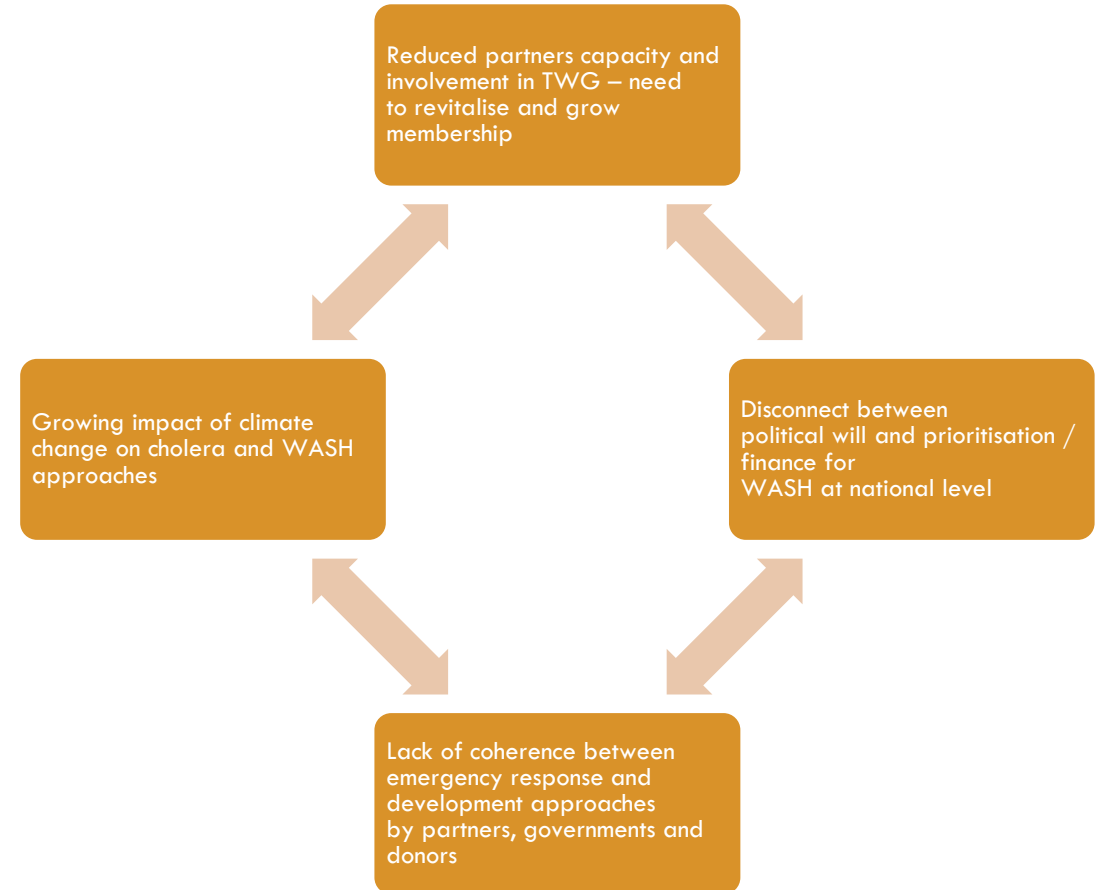 Reduced partners capacity and
involvement in TWG – need
to revitalise and grow
membership
Growing impact of climate
change on cholera and WASH
approaches
Disconnect between
political will and prioritisation /
finance for
WASH at national level
Lack of coherence between
emergency response and
development approaches
by partners, governments and
donors